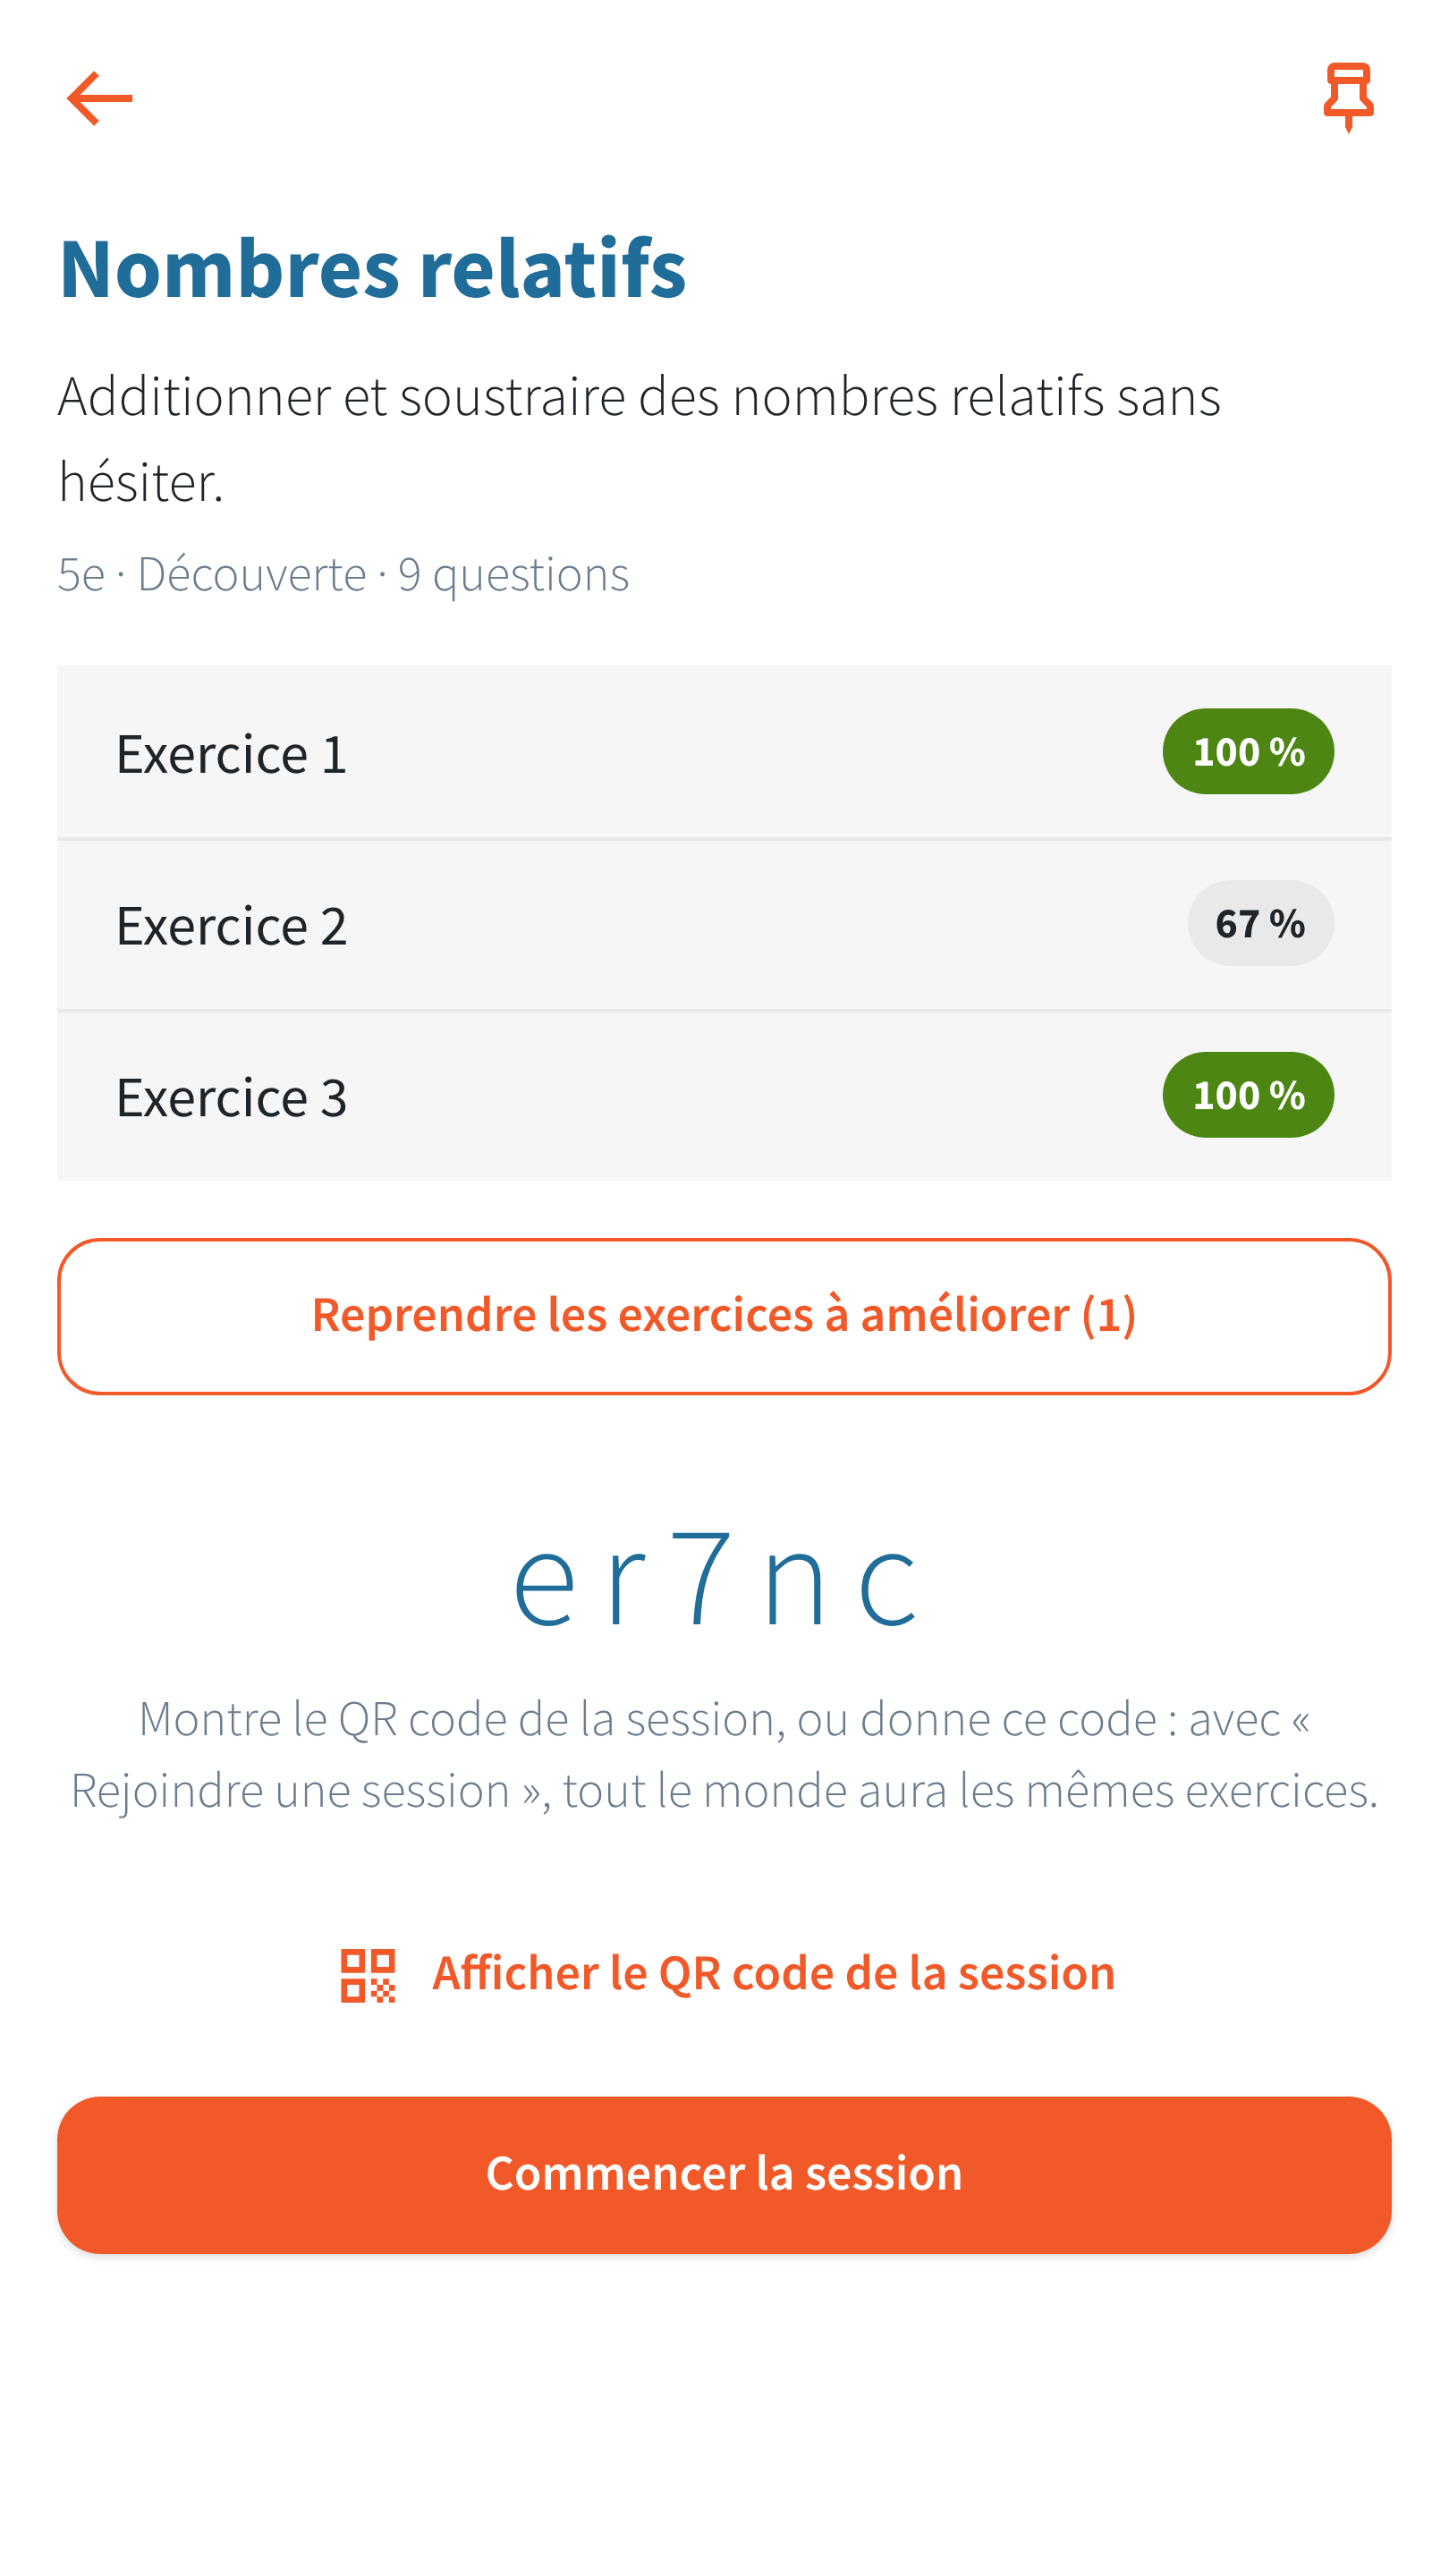 Nombres relatifs
Additionner et soustraire des nombres relatifs sans
hésiter.
5e · Découverte · 9 questions
Exercice 1
100 %
Exercice 2
67 %
Exercice 3
100 %
Reprendre les exercices à améliorer (1)
er7nc
Montre le QR code de la session, ou donne ce code : avec «
Rejoindre une session », tout le monde aura les mêmes exercices.
Afficher le QR code de la session
Commencer la session